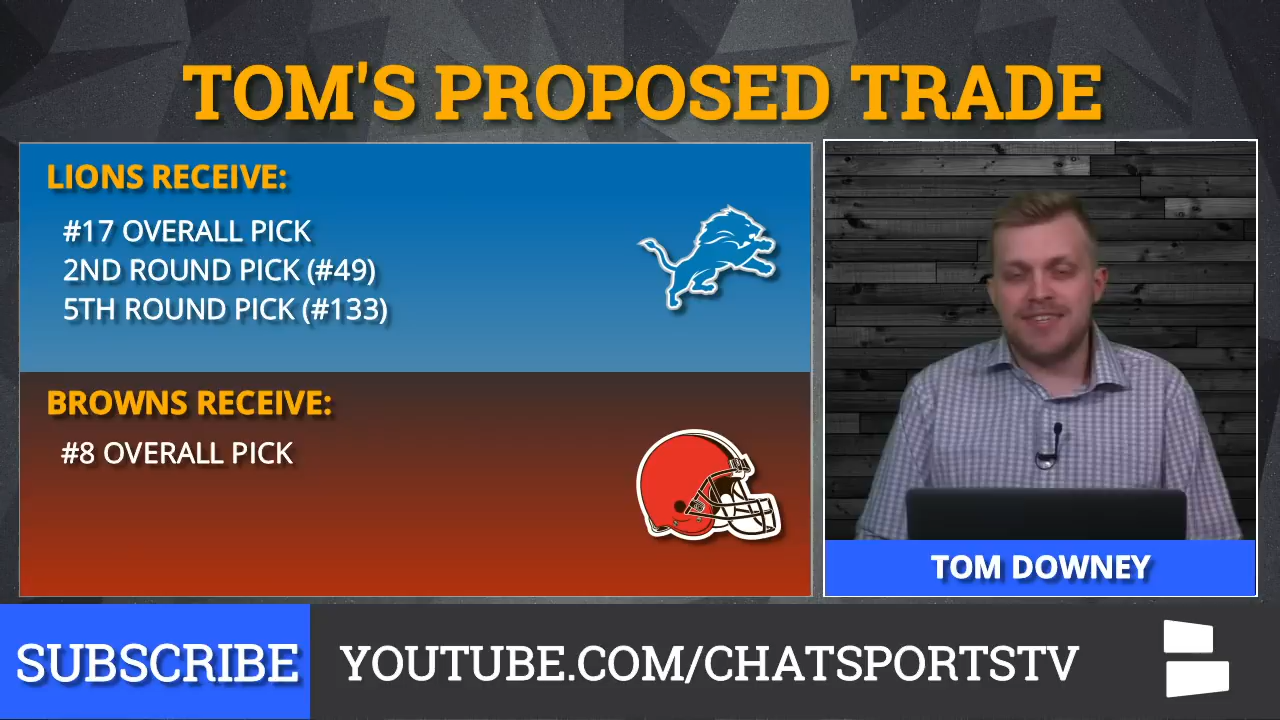 TOM'S PROPOSED TRADE
LIONS RECEIVE:
#17 OVERALL PICK
2ND ROUND PICK (#49)
5TH ROUND PICK (#133)
BROWNS RECEIVE:
#8 OVERALL PICK
TOM DOWNEY
SUBSCRIBE
YOUTUBE.COM/CHATSPORTSTV